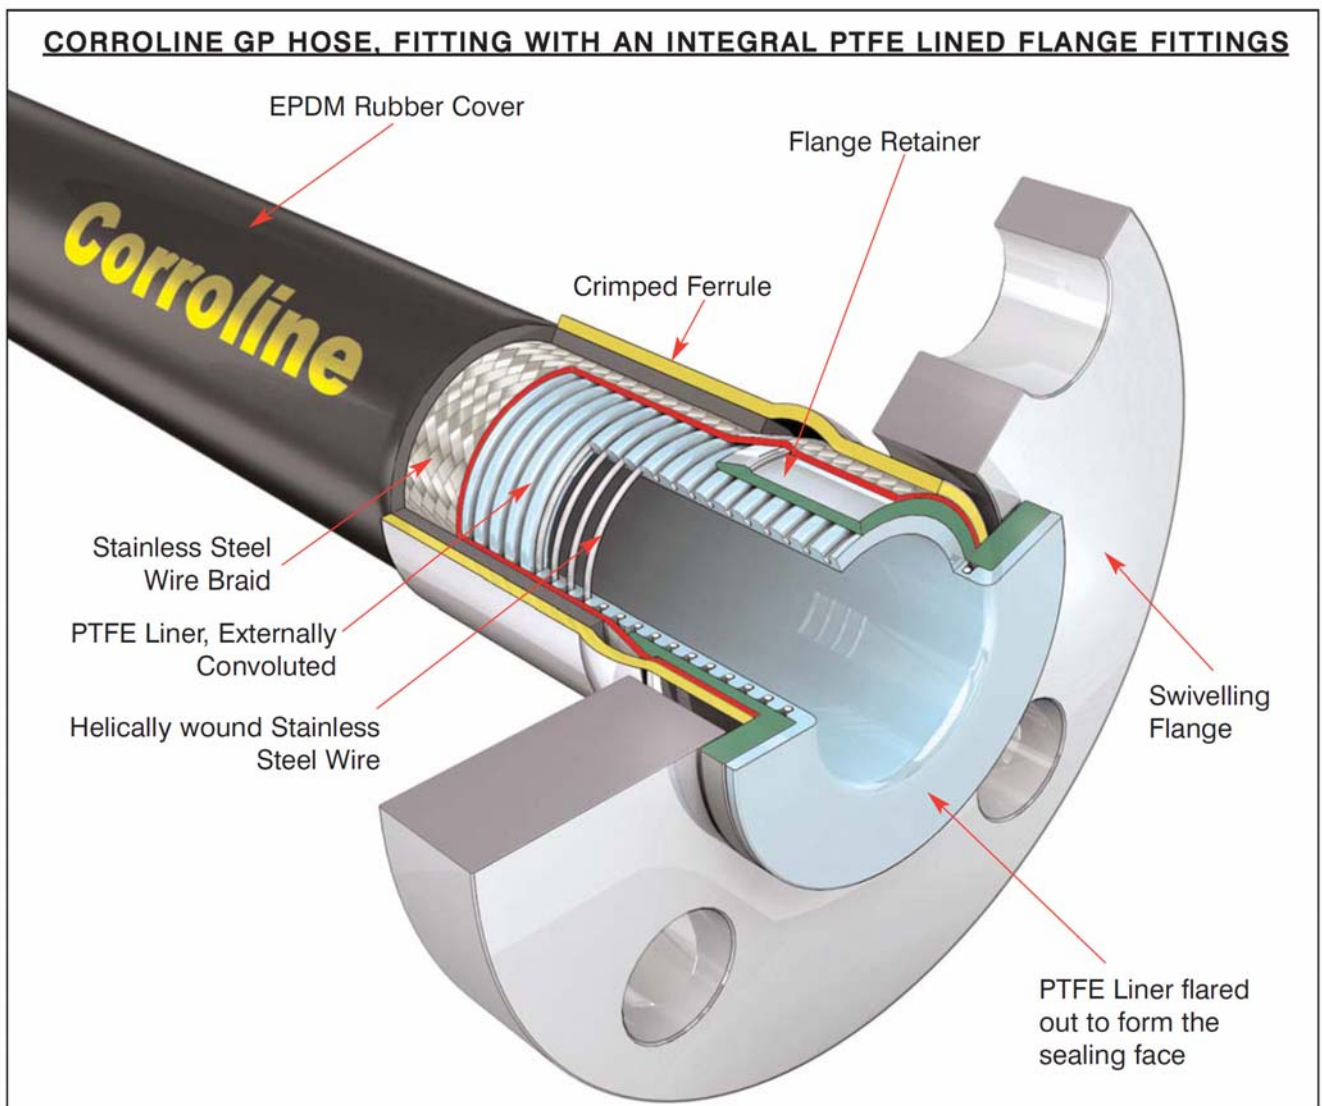 CORROLINE GP HOSE, FITTING WITH AN INTEGRAL PTFE LINED FLANGE FITTINGS
EPDM Rubber Cover
Flange Retainer
Corroline
Crimped Ferrule
Stainless Steel
Wire Braid
PTFE Liner, Externally
Convoluted
Helically wound Stainless
Steel Wire
Swivelling
Flange
PTFE Liner flared
out to form the
sealing face